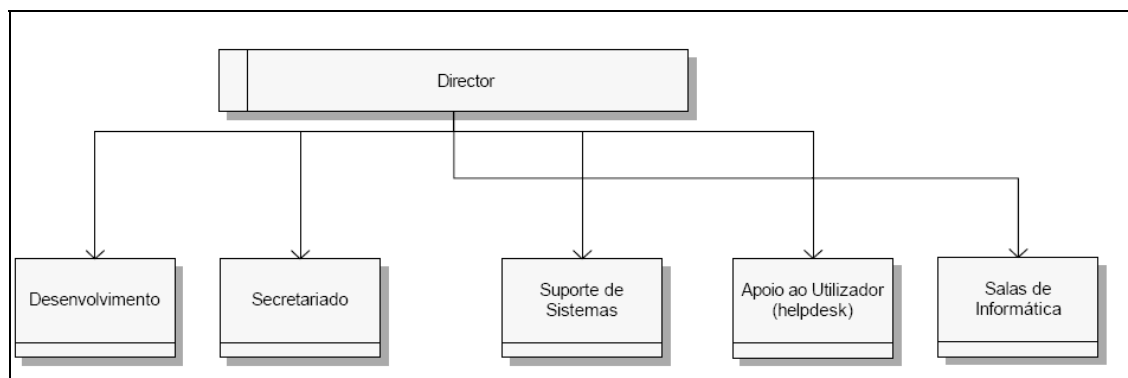 Director
Desenvolvimento
Secretariado
Suporte de
Sistemas
Apoio ao Utilizador
(helpdesk)
Salas de
Informática